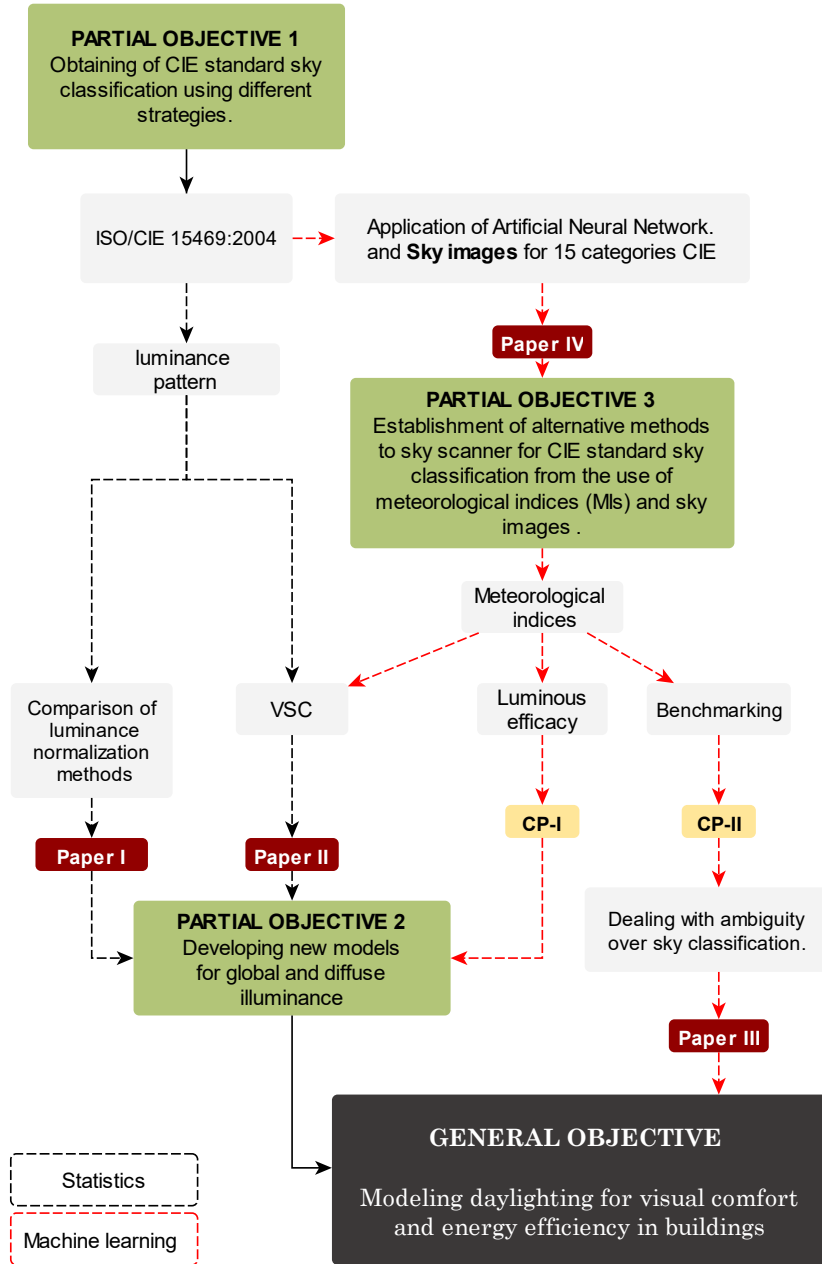 PARTIAL OBJECTIVE 1
Obtaining of CIE standard sky
classification using different
strategies.
ISO/CIE 15469:2004
Application of Artificial Neural Network.
and Sky images for 15 categories CIE
luminance
pattern
Paper IV
PARTIAL OBJECTIVE 3
Establishment of alternative methods
to sky scanner for CIE standard sky
classification from the use of
meteorological indices (MIs) and sky
images .
Meteorological
indices
Comparison of
luminance
normalization
methods
VSC
Luminous
efficacy
Benchmarking
Paper I
Paper II
CP-I
CP-II
PARTIAL OBJECTIVE 2
Developing new models
for global and diffuse
illuminance
Dealing with ambiguity
over sky classification.
Paper III
GENERAL OBJECTIVE
Modeling daylighting for visual comfort
and energy efficiency in buildings
Statistics
Machine learning